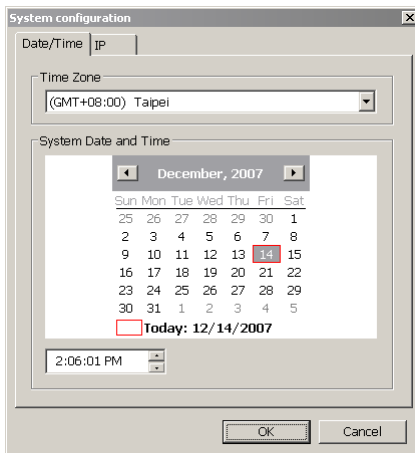 System configuration
Date/Time IP
Time Zone
(GMT+08:00) Taipei
System Date and Time
December, 2007
Sun Mon Tue Wed Thu Fri Sat
25 26 27 28 29 30 1
2 3 4 5 6 7 8
9 10 11 12 13 14 15
16 17 18 19 20 21 22
23 24 25 26 27 28 29
30 31 1 2 3 4 5
Today: 12/14/2007
2:06:01 PM
OK Cancel